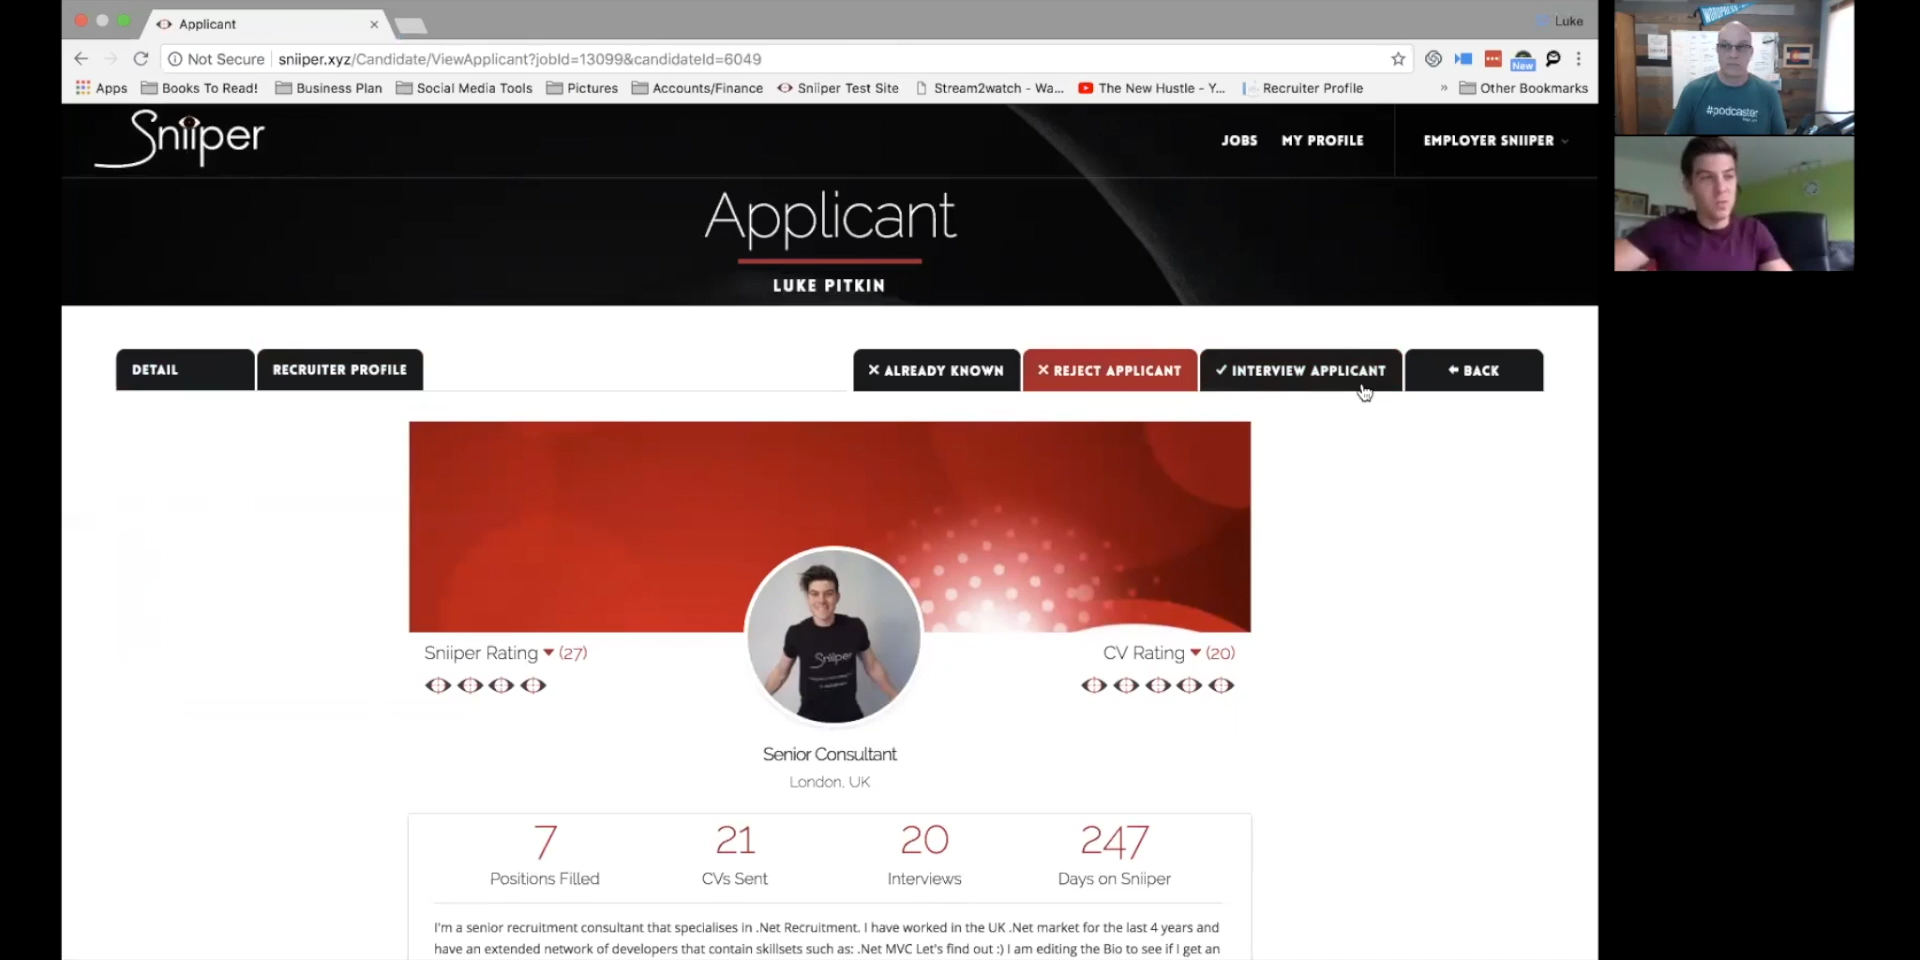 Applicant
Luke
Not Secure
sniiper.xyz/Candidate/ViewApplicant?jobId=13099&candidateId=6049
Apps Books To Read! Business Plan Social Media Tools Pictures Accounts/Finance Sniiper Test Site Stream2watch - Wa... The New Hustle - Y... Recruiter Profile » Other Bookmarks
New
Sniiper
JOBS MY PROFILE EMPLOYER SNIIPER
Applicant
LUKE PITKIN
DETAIL RECRUITER PROFILE ALREADY KNOWN REJECT APPLICANT INTERVIEW APPLICANT BACK
Sniiper Rating (27)
CV Rating (20)
Sniiper
Senior Consultant
London, UK
7 21 20 247
Positions Filled CVs Sent Interviews Days on Sniiper
I'm a senior recruitment consultant that specialises in .Net Recruitment. I have worked in the UK .Net market for the last 4 years and
have an extended network of developers that contain skillsets such as: .Net MVC Let's find out :) I am editing the Bio to see if I get an
WORDPRESS
#podcaster